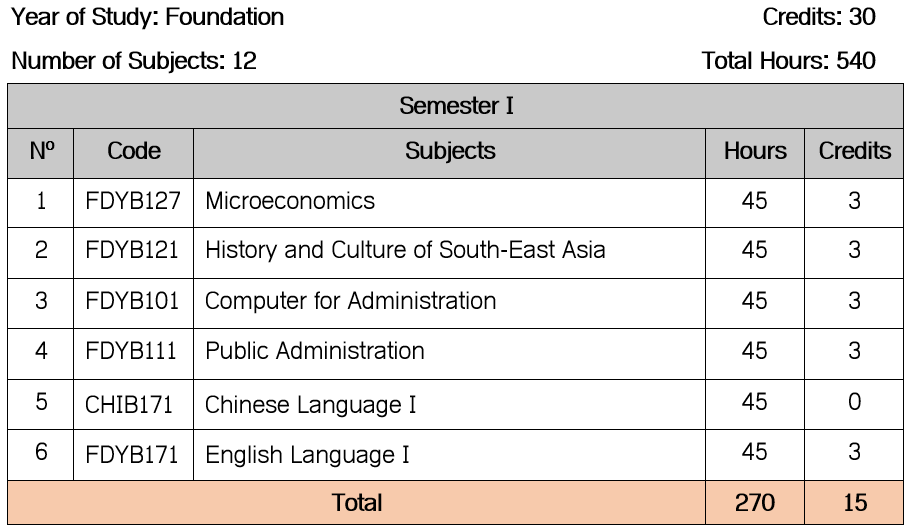 Year of Study: Foundation Credits: 30
Number of Subjects: 12 Total Hours: 540
Semester I
Nº Code Subjects Hours Credits
1 FDYB127 Microeconomics 45 3
2 FDYB121 History and Culture of South-East Asia 45 3
3 FDYB101 Computer for Administration 45 3
4 FDYB111 Public Administration 45 3
5 CHIB171 Chinese Language I 45 0
6 FDYB171 English Language I 45 3
Total 270 15